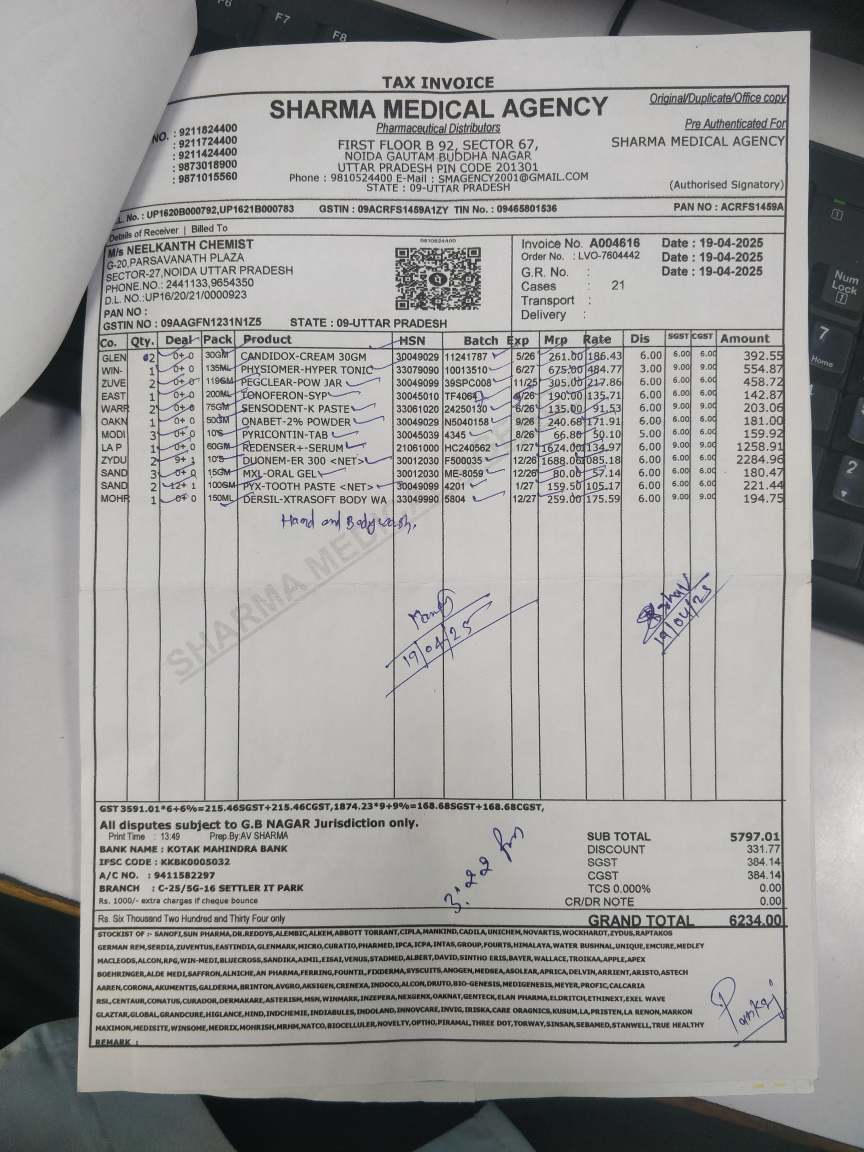 F6
F7
F8
TAX INVOICE
Original/Duplicate/Office copy
SHARMA MEDICAL AGENCY
Pharmaceutical Distributors
FIRST FLOOR B 92, SECTOR 67,
NOIDA GAUTAM BUDDHA NAGAR
UTTAR PRADESH PIN CODE 201301
Phone : 9810524400 E-Mail : SMAGENCY2001@GMAIL.COM
STATE : 09-UTTAR PRADESH
NO. : 9211824400
: 9211724400
: 9211424400
: 9873018900
: 9871015560
Pre Authenticated For
SHARMA MEDICAL AGENCY
(Authorised Signatory)
L. No. : UP1620B000792,UP1621B000783 GSTIN : 09ACRFS1459A1ZY TIN No. : 09465801536 PAN NO : ACRFS1459A
Details of Receiver | Billed To
M/s NEELKANTH CHEMIST
G-20,PARSAVANATH PLAZA
SECTOR-27,NOIDA UTTAR PRADESH
PHONE.NO.: 2441133,9654350
D.L. NO.:UP16/20/21/0000923
PAN NO :
GSTIN NO : 09AAGFN1231N1Z5 STATE : 09-UTTAR PRADESH
9810524400
Invoice No. A004616 Date : 19-04-2025
Order No. : LVO-7604442 Date : 19-04-2025
G.R. No. : Date : 19-04-2025
Cases : 21
Transport :
Delivery :
Co. Qty. Deal Pack Product HSN Batch Exp Mrp Rate Dis SGST CGST Amount
GLEN 2 0+ 0 30GM CANDIDOX-CREAM 30GM 30049029 11241787 5/26 261.00 186.43 6.00 6.00 6.00 392.55
WIN- 1 0+ 0 135ML PHYSIOMER-HYPER TONIC 33079090 10013510 6/27 675.00 484.77 3.00 9.00 9.00 554.87
ZUVE 2 0+ 0 119GM PEGCLEAR-POW JAR 30049099 39SPC008 11/25 305.00 217.86 6.00 6.00 6.00 458.72
EAST 1 0+ 0 200ML TONOFERON-SYP 30045010 TF4064 /26 190.00 135.71 6.00 6.00 6.00 142.87
WARR 2 0+ 0 75GM SENSODENT-K PASTE 33061020 24250130 6/26 135.00 91.53 6.00 9.00 9.00 203.06
OAKN 1 0+ 0 50GM ONABET-2% POWDER 30049029 N5040158 9/26 240.68 171.91 6.00 6.00 6.00 181.00
MODI 3 0+ 0 10'S PYRICONTIN-TAB 30045039 4345 8/26 66.80 50.10 5.00 6.00 6.00 159.92
LA P 1 0+ 0 60GM REDENSER+-SERUM 21061000 HC240562 1/27 1674.00 134.97 6.00 9.00 9.00 1258.91
ZYDU 2 9+ 1 10'S DUONEM-ER 300 <NET> 30012030 F500035 12/26 1688.06 1085.18 6.00 6.00 6.00 2284.96
SAND 3 0+ 0 15GM MXL-ORAL GEL 30012030 ME-8059 12/26 80.00 57.14 6.00 6.00 6.00 180.47
SAND 2 12+ 1 100GM PYX-TOOTH PASTE <NET> 30049099 4201 1/27 159.50 105.17 6.00 9.00 9.00 221.44
MOHR 1 0+ 0 150ML DERSIL-XTRASOFT BODY WA 33049990 5804 12/27 259.00 175.59 6.00 9.00 9.00 194.75
Hand and Bodywash.
SHARMA MEDIC
19/04/25
19/04/25
GST 3591.01*6+6%=215.46SGST+215.46CGST,1874.23*9+9%=168.68SGST+168.68CGST,
All disputes subject to G.B NAGAR Jurisdiction only.
Print Time : 13:49 Prep.By:AV SHARMA
BANK NAME : KOTAK MAHINDRA BANK
IFSC CODE : KKBK0005032
A/C NO. : 9411582297
BRANCH : C-25/5G-16 SETTLER IT PARK
Rs. 1000/- extra charges if cheque bounce
3:22 pm
SUB TOTAL 5797.01
DISCOUNT 331.77
SGST 384.14
CGST 384.14
TCS 0.000% 0.00
CR/DR NOTE 0.00
Rs. Six Thousand Two Hundred and Thirty Four only
GRAND TOTAL 6234.00
STOCKIST OF :- SANOFI,SUN PHARMA,DR.REDDYS,ALEMBIC,ALKEM,ABBOTT TORRANT,CIPLA,MANKIND,CADILA,UNICHEM,NOVARTIS,WOCKHARDT,ZYDUS,RAPTAKOS
GERMAN REM,SERDIA,ZUVENTUS,EASTINDIA,GLENMARK,MICRO,CURATIO,PHARMED,IPCA,ICPA,INTAS,GROUP,FOURTS,HIMALAYA,WATER BUSHNAL,UNIQUE,EMCURE,MEDLEY
MACLEODS,ALCON,RPG,WIN-MEDI,BLUECROSS,SANDIKA,AIMIL,EISAI,VENUS,STADMED,ALBERT,DAVID,SINTHO ERIS,BAYER,WALLACE,TROIKAA,APPLE,APEX
BOEHRINGER,ALDE MEDI,SAFFRON,ALNICHE,AN PHARMA,FERRING,FOUNTIL,FIXDERMA,SYSCUITS,ANOGEN,MEDSEA,ASOLEAR,APRICA,DELVIN,ARRIENT,ARISTO,ASTECH
AAREN,CORONA,AKUMENTIS,GALDERMA,BRINTON,AVGRO,AKSIGEN,CRENEXA,INDOCO,ALCON,DRUTO,BIO-GENESIS,MEDIGENESIS,MEYER,PROFIC,CALCARIA
RSL,CENTAUR,CONATUS,CURADOR,DERMAKARE,ASTERISM,MSN,WINMARK,INZEPERA,NEXGENX,OAKNAT,GENTECK,ELAN PHARMA,ELDRITCH,ETHINEXT,EXEL WAVE
GLAZTAR,GLOBAL,GRANDCURE,HIGLANCE,HIND,INDCHEMIE,INDIABULES,INDOLAND,INNOVCARE,INVIG,IRISKA,CARE ORAGNICS,KUSUM,LA,PRISTEN,LA RENON,MARKON
MAXIMON,MEDISITE,WINSOME,MEDRIX,MOHRISH,MRHM,NATCO,BIOCELLULER,NOVELTY,OPTHO,PIRAMAL,THREE DOT,TORWAY,SINSAN,SEBAMED,STANWELL,TRUE HEALTHY
REMARK :
Pankaj
Num
Lock
7
Home
2